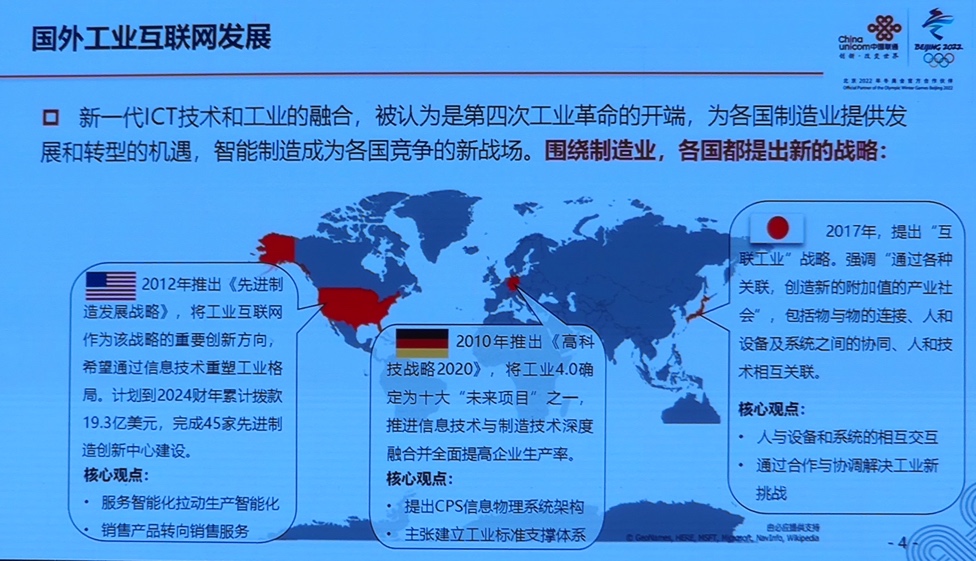 国外工业互联网发展
China
unicom中国联通
创新·改变世界
BEIJING 2022
北京2022年冬奥会官方合作伙伴
Official Partner of the Olympic Winter Games Beijing 2022
新一代ICT技术和工业的融合，被认为是第四次工业革命的开端，为各国制造业提供发
展和转型的机遇，智能制造成为各国竞争的新战场。围绕制造业，各国都提出新的战略：
2012年推出《先进制
造发展战略》，将工业互联网
作为该战略的重要创新方向，
希望通过信息技术重塑工业格
局。计划到2024财年累计拨款
19.3亿美元，完成45家先进制
造创新中心建设。
核心观点：
• 服务智能化拉动生产智能化
• 销售产品转向销售服务
2010年推出《高科
技战略2020》，将工业4.0确
定为十大“未来项目”之一，
推进信息技术与制造技术深度
融合并全面提高企业生产率。
核心观点：
• 提出CPS信息物理系统架构
• 主张建立工业标准支撑体系
2017年，提出“互
联工业”战略。强调“通过各种
关联，创造新的附加值的产业社
会”，包括物与物的连接、人和
设备及系统之间的协同、人和技
术相互关联。
核心观点：
• 人与设备和系统的相互交互
• 通过合作与协调解决工业新
挑战
由必应提供支持
© GeoNames, HERE, MSFT, Microsoft, NavInfo, Wikipedia
- 4 -